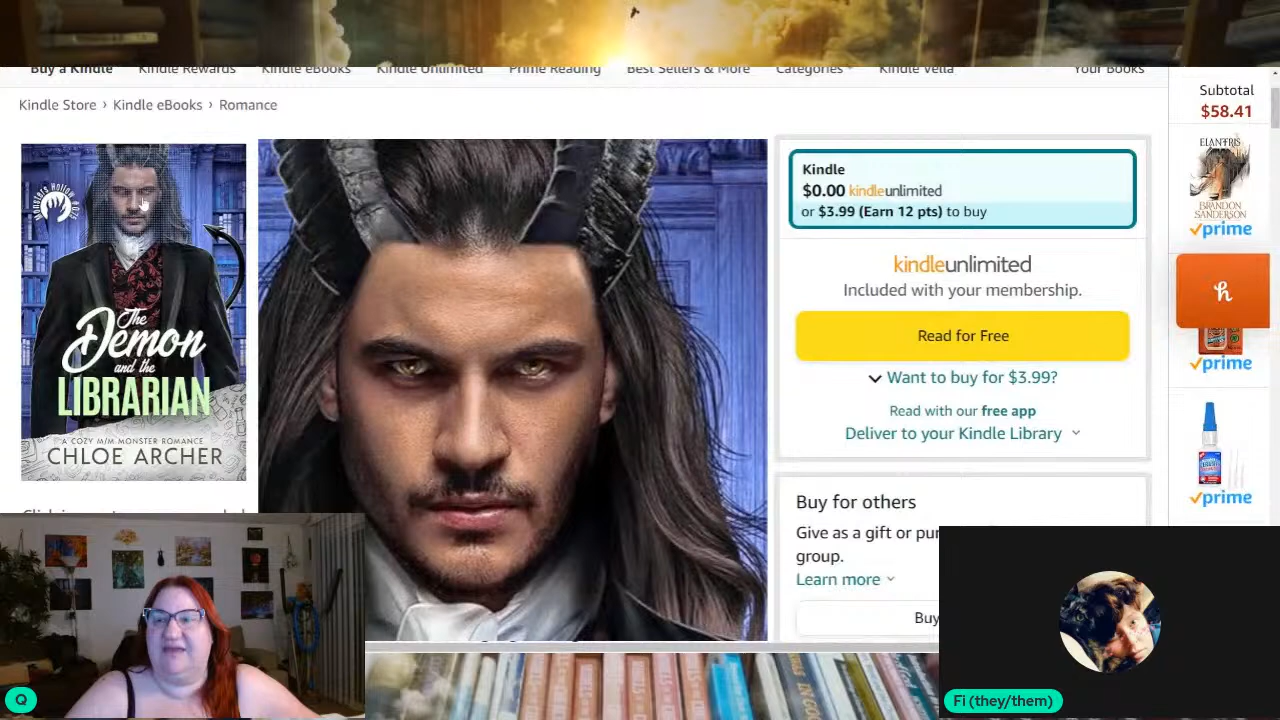 Buy a Kindle Kindle Rewards Kindle eBooks Kindle Unlimited Prime Reading Best Sellers & More Categories Kindle Vella Your Books
Kindle Store › Kindle eBooks › Romance
Monsters Hollow
The
Demon
and the
LIBRARIAN
A COZY M/M MONSTER ROMANCE
CHLOE ARCHER
Kindle
$0.00 kindleunlimited
or $3.99 (Earn 12 pts) to buy
kindleunlimited
Included with your membership.
Read for Free
Want to buy for $3.99?
Read with our free app
Deliver to your Kindle Library
Buy for others
Give as a gift or pur
group.
Learn more
Buy
Subtotal
$58.41
ELANTRIS
BRANDON
SANDERSON
prime
h
prime
prime
Q
Fi (they/them)